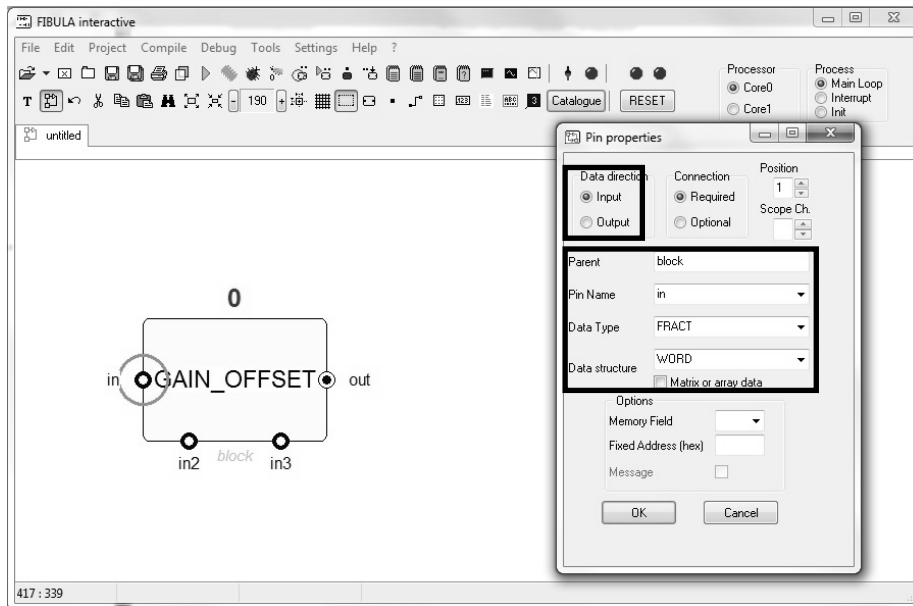 FIBULA interactive
File Edit Project Compile Debug Tools Settings Help ?
Processor
Core0
Core1
Process
Main Loop
Interrupt
Init
T 190 123 ABC 3 Catalogue RESET
untitled
0
in GAIN_OFFSET out
in2 block in3
Pin properties
Data direction
Input
Output
Connection
Required
Optional
Position
1
Scope Ch.
Parent block
Pin Name in
Data Type FRACT
Data structure WORD
Matrix or array data
Options
Memory Field
Fixed Address (hex)
Message
OK Cancel
417 : 339